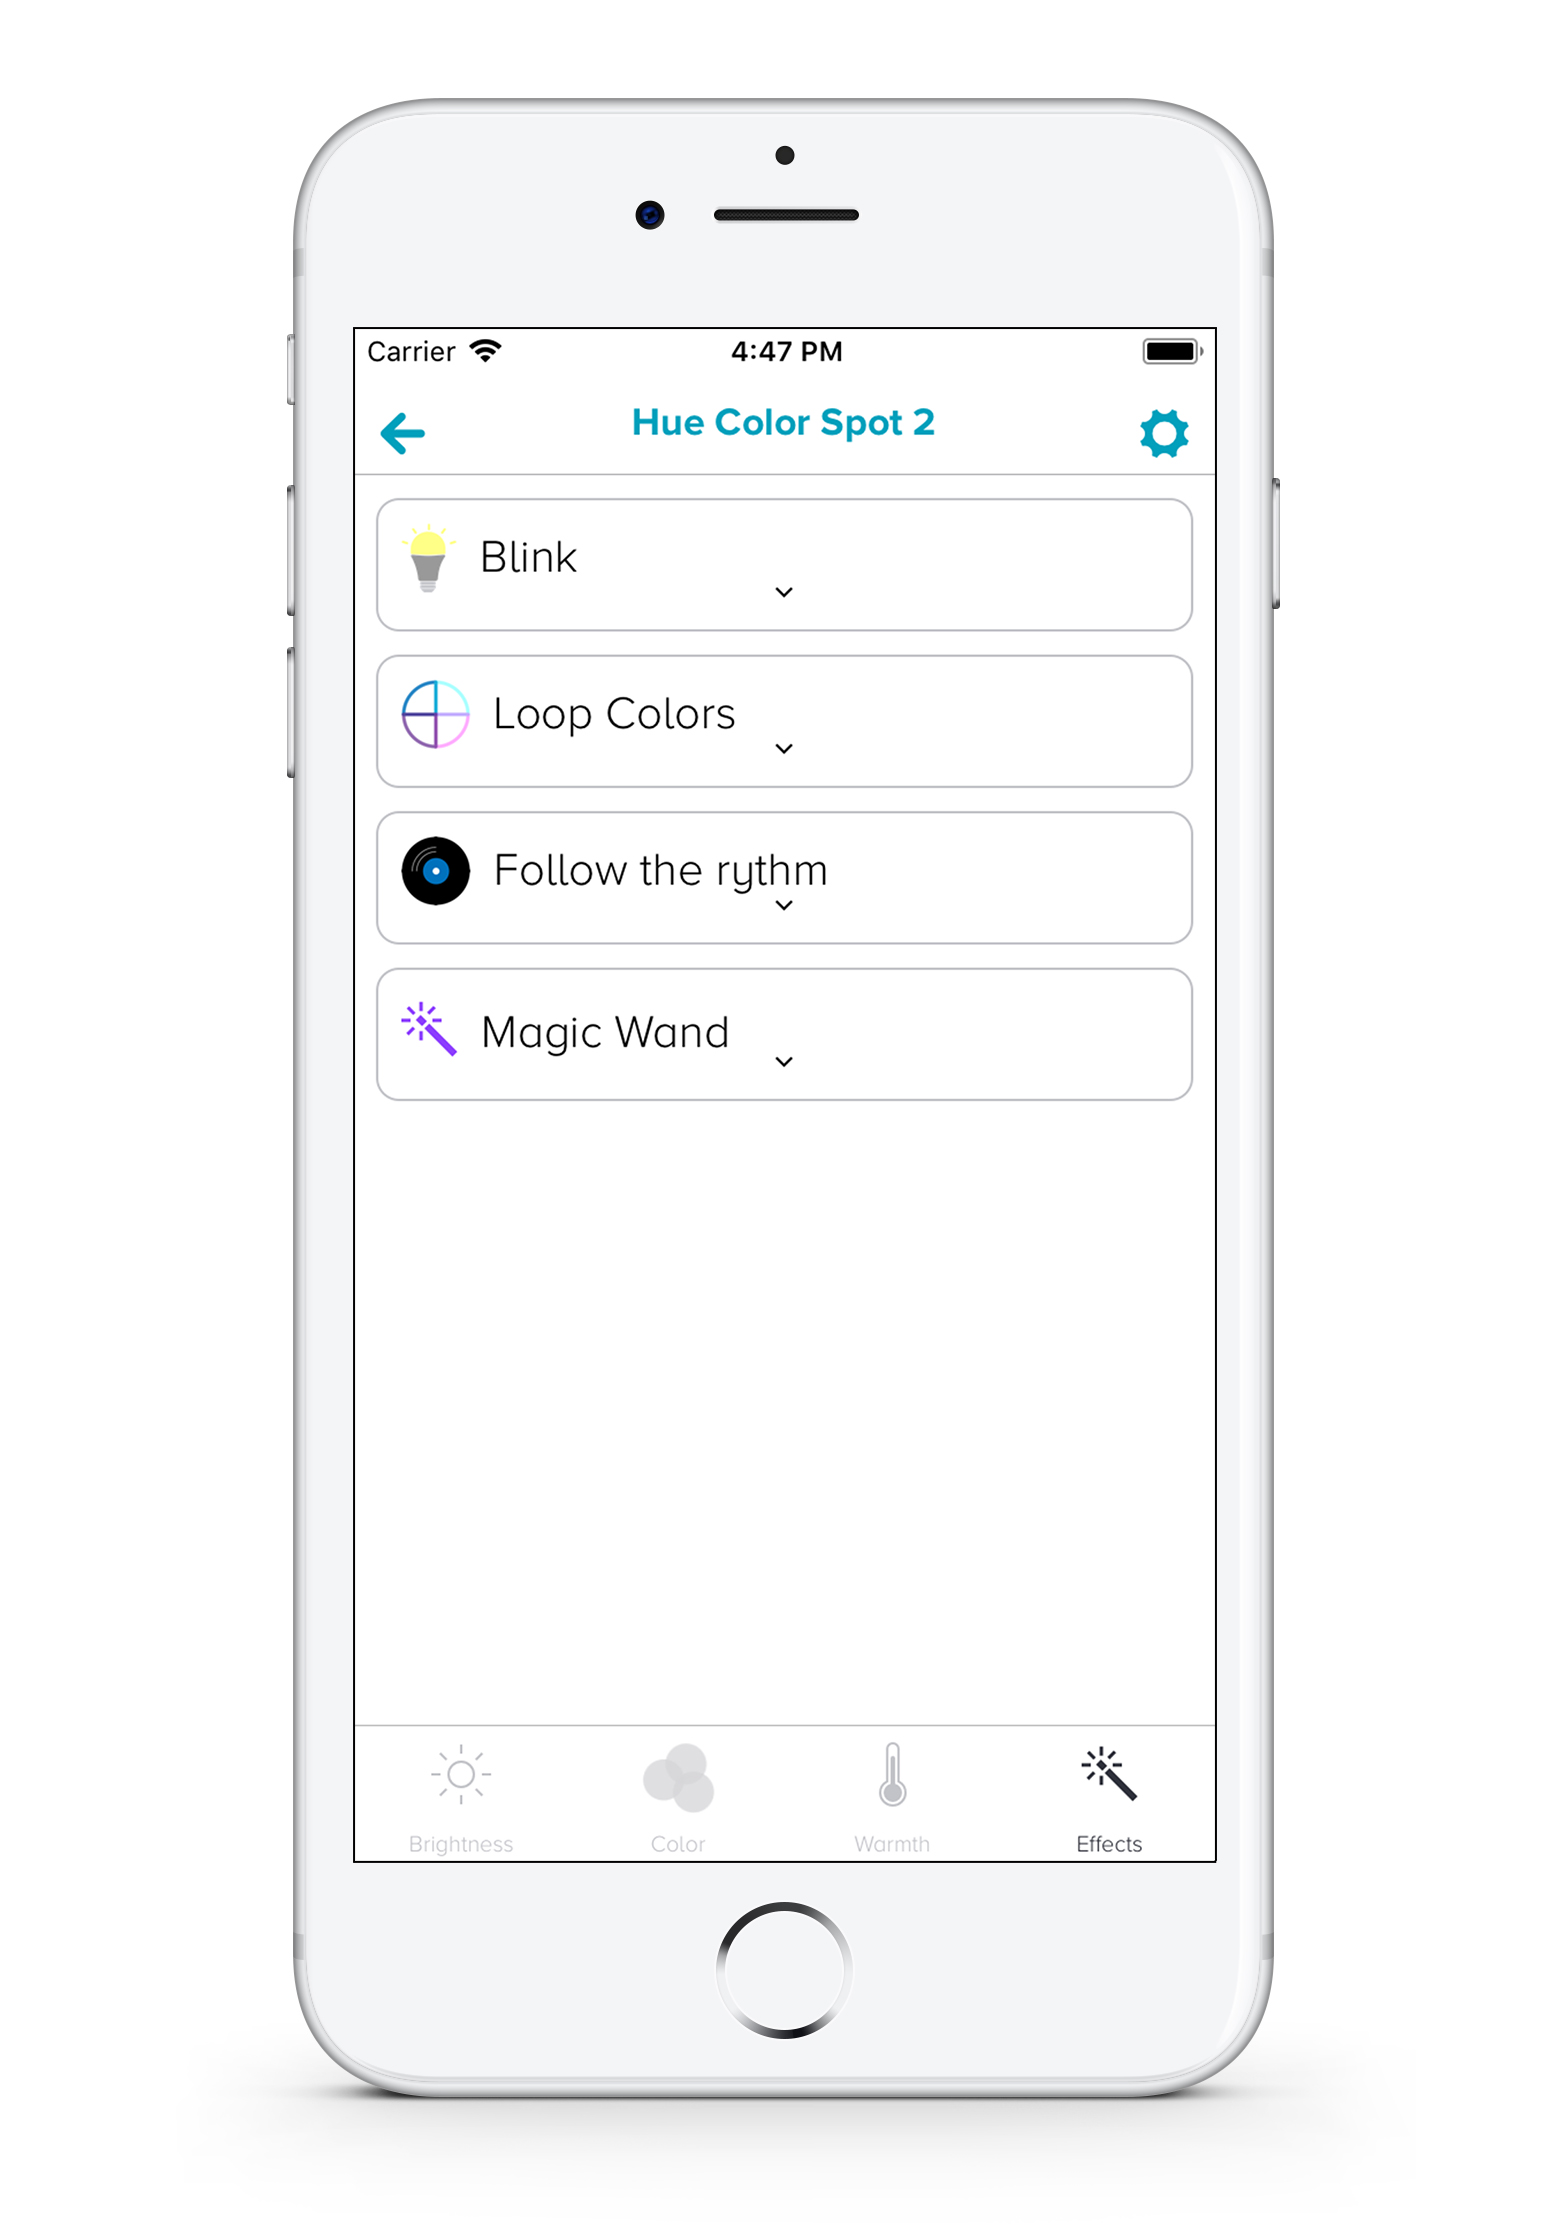 Carrier 4:47 PM
Hue Color Spot 2
Blink
Loop Colors
Follow the rythm
Magic Wand
Brightness Color Warmth Effects